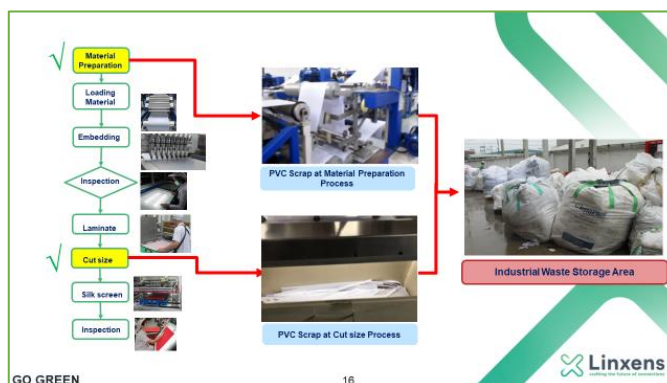 Material
Preparation
Loading
Material
Embedding
Inspection
Laminate
Cut size
Silk screen
Inspection
PVC Scrap at Material Preparation
Process
PVC Scrap at Cut size Process
Industrial Waste Storage Area
GO GREEN
16
Linxens